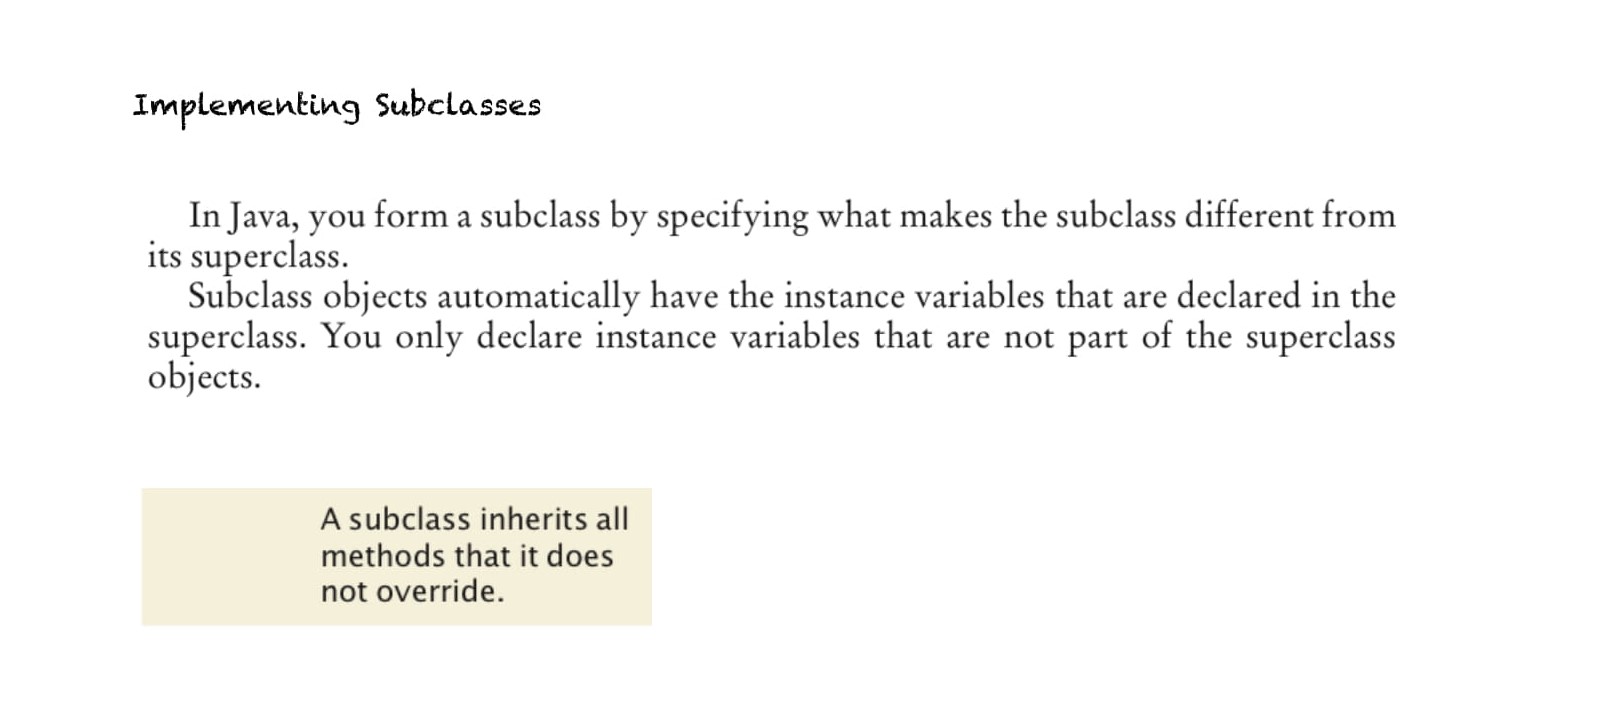 Implementing Subclasses
In Java, you form a subclass by specifying what makes the subclass different from
its superclass.
Subclass objects automatically have the instance variables that are declared in the
superclass. You only declare instance variables that are not part of the superclass
objects.
A subclass inherits all
methods that it does
not override.